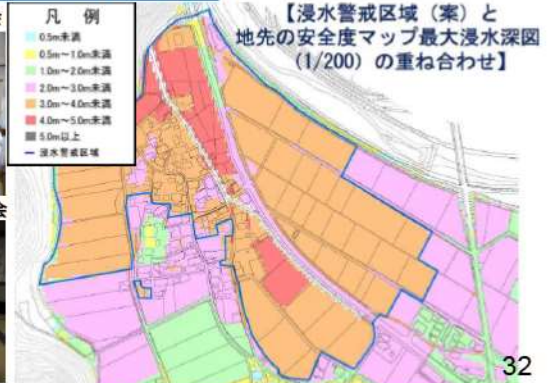 凡 例
0.5m未満
0.5m~1.0m未満
1.0m~2.0m未満
2.0m~3.0m未満
3.0m~4.0m未満
4.0m~5.0m未満
5.0m以上
浸水警戒区域
【浸水警戒区域（案）と
地先の安全度マップ最大浸水深図
（1/200）の重ね合わせ】
会
32